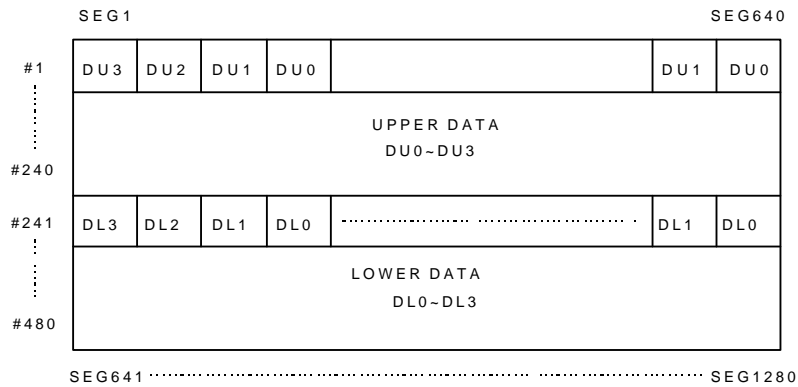 SEG1 SEG640
#1 DU3 DU2 DU1 DU0 DU1 DU0
UPPER DATA
DU0~DU3
#240
#241 DL3 DL2 DL1 DL0 DL1 DL0
LOWER DATA
DL0~DL3
#480
SEG641 SEG1280